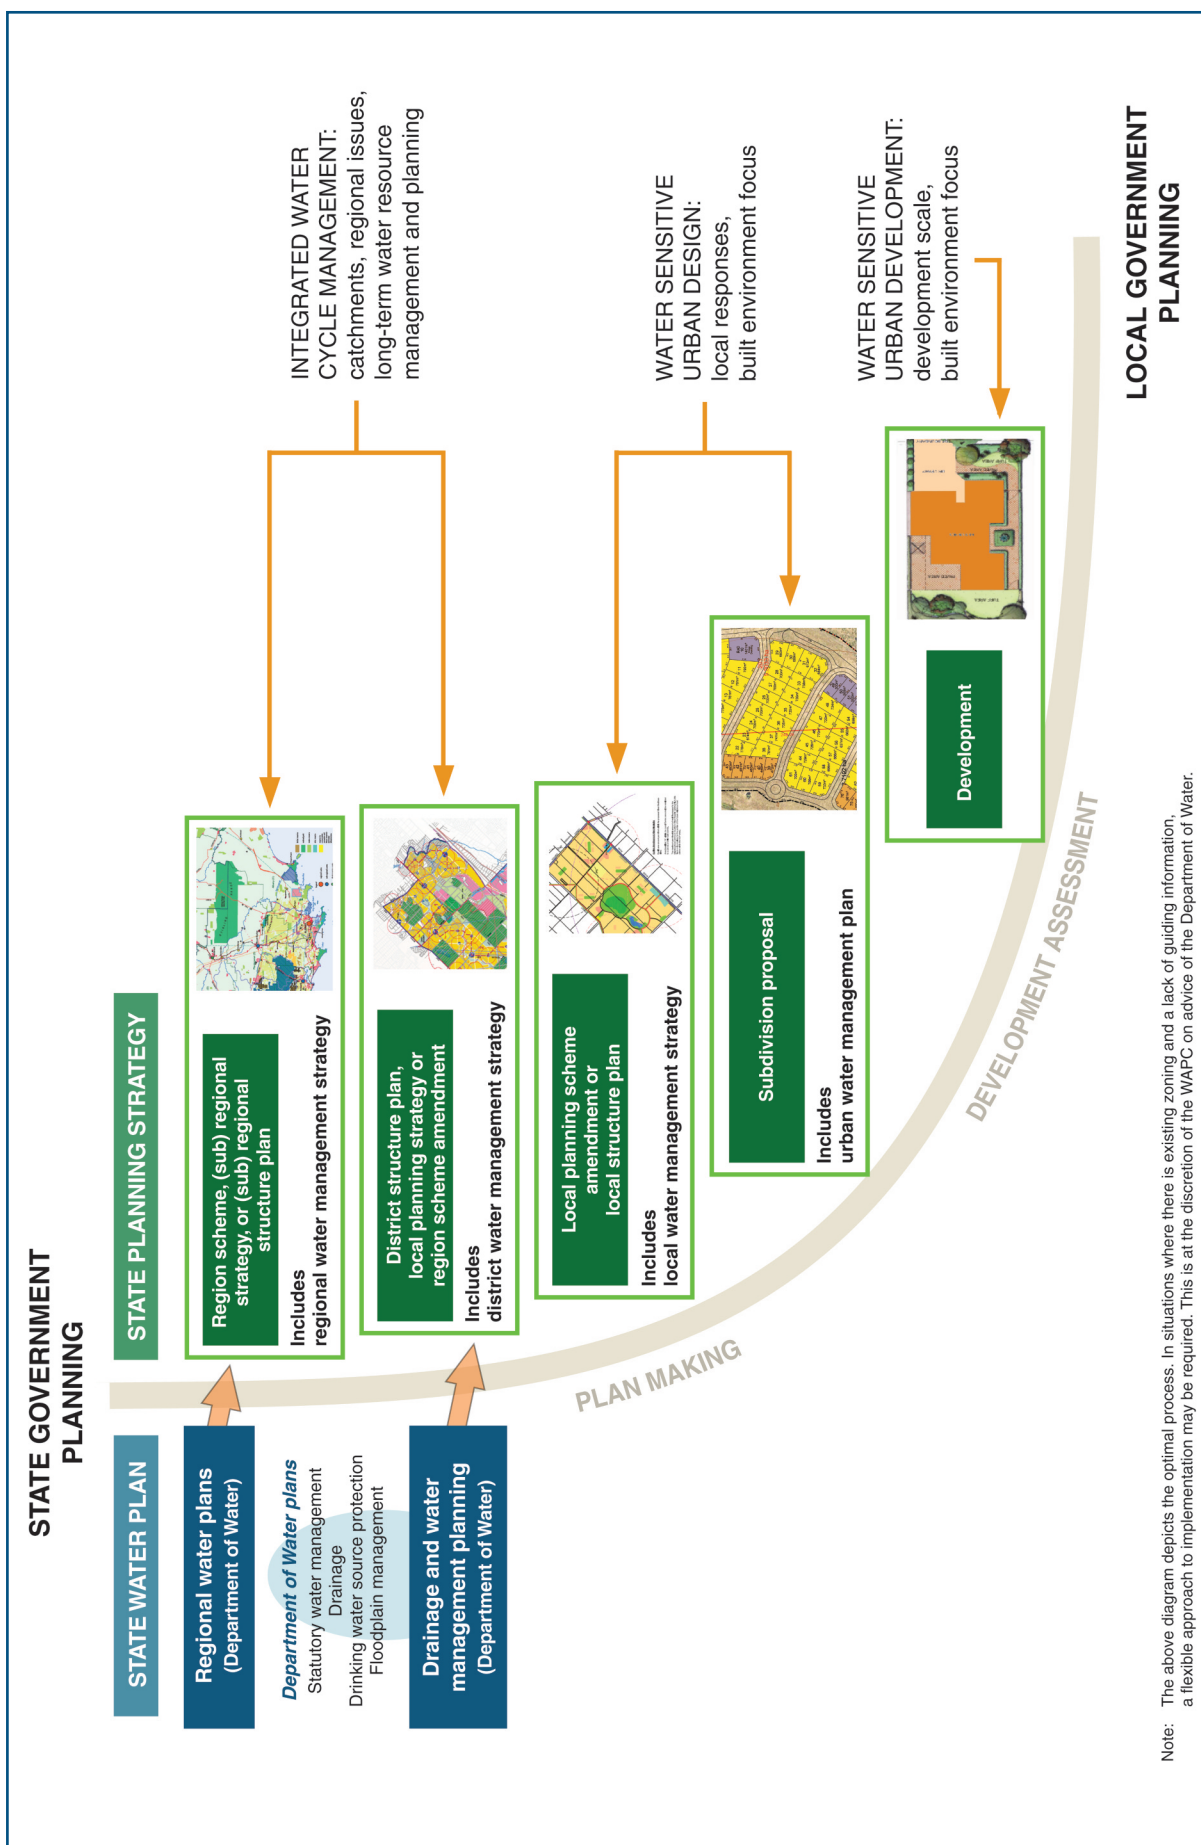 STATE GOVERNMENT
PLANNING
STATE WATER PLAN
STATE PLANNING STRATEGY
Regional water plans
(Department of Water)
Department of Water plans
Statutory water management
Drainage
Drinking water source protection
Floodplain management
Drainage and water
management planning
(Department of Water)
Region scheme, (sub) regional
strategy, or (sub) regional
structure plan
Includes
regional water management strategy
District structure plan,
local planning strategy or
region scheme amendment
Includes
district water management strategy
Local planning scheme
amendment or
local structure plan
Includes
local water management strategy
Subdivision proposal
Includes
urban water management plan
Development
INTEGRATED WATER
CYCLE MANAGEMENT:
catchments, regional issues,
long-term water resource
management and planning
WATER SENSITIVE
URBAN DESIGN:
local responses,
built environment focus
WATER SENSITIVE
URBAN DEVELOPMENT:
development scale,
built environment focus
PLAN MAKING
DEVELOPMENT ASSESSMENT
LOCAL GOVERNMENT
PLANNING
Note: The above diagram depicts the optimal process. In situations where there is existing zoning and a lack of guiding information,
a flexible approach to implementation may be required. This is at the discretion of the WAPC on advice of the Department of Water.